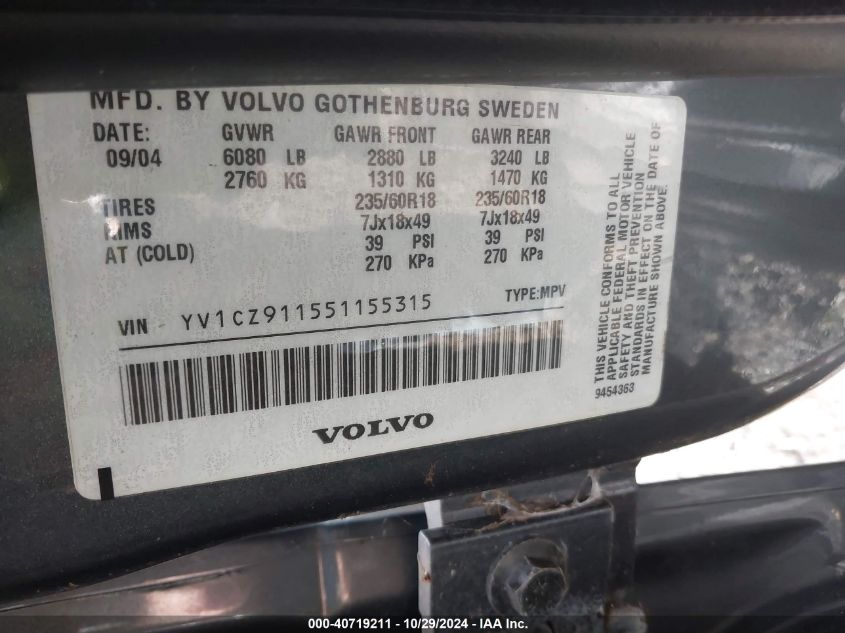 MFD. BY VOLVO GOTHENBURG SWEDEN
DATE: GVWR GAWR FRONT GAWR REAR
09/04 6080 LB 2880 LB 3240 LB
2760 KG 1310 KG 1470 KG
TIRES 235/60R18 235/60R18
RIMS 7Jx18x49 7Jx18x49
AT (COLD) 39 PSI 39 PSI
270 KPa 270 KPa
VIN YV1CZ911551155315 TYPE:MPV
VOLVO
THIS VEHICLE CONFORMS TO ALL
APPLICABLE FEDERAL MOTOR VEHICLE
SAFETY AND THEFT PREVENTION
STANDARDS IN EFFECT ON THE DATE OF
MANUFACTURE SHOWN ABOVE.
9454363
000-40719211 - 10/29/2024 - IAA Inc.